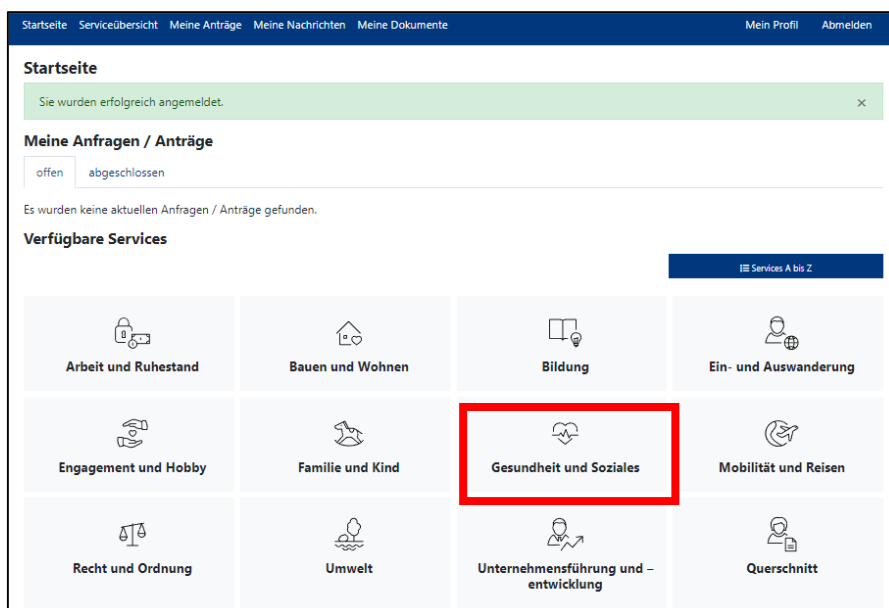 Startseite Serviceübersicht Meine Anträge Meine Nachrichten Meine Dokumente Mein Profil Abmelden
Startseite
Sie wurden erfolgreich angemeldet. ×
Meine Anfragen / Anträge
offen abgeschlossen
Es wurden keine aktuellen Anfragen / Anträge gefunden.
Verfügbare Services
Services A bis Z
Arbeit und Ruhestand Bauen und Wohnen Bildung Ein- und Auswanderung
Engagement und Hobby Familie und Kind Gesundheit und Soziales Mobilität und Reisen
Recht und Ordnung Umwelt Unternehmensführung und – Querschnitt
entwicklung